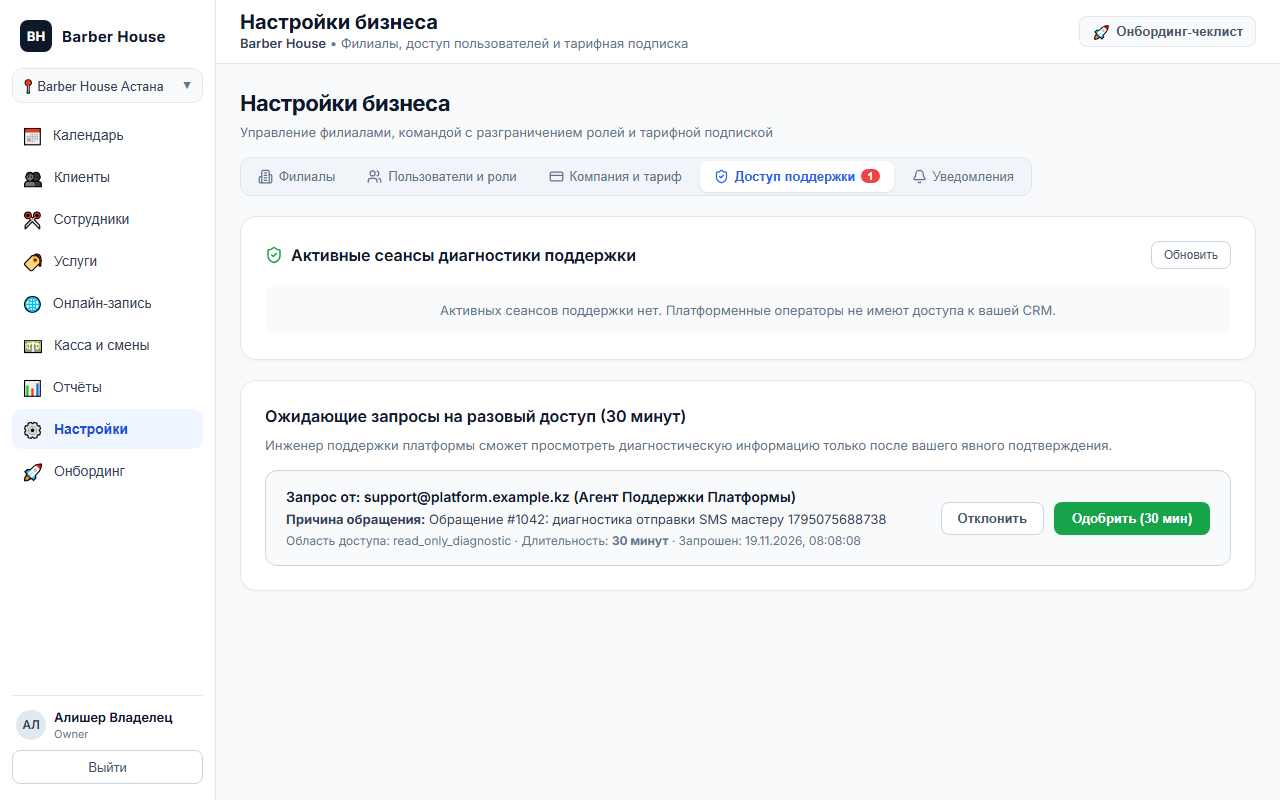 BH Barber House
Barber House Астана ▼
Календарь
Клиенты
Сотрудники
Услуги
Онлайн-запись
Касса и смены
Отчёты
Настройки
Онбординг
АЛ
Алишер Владелец
Owner
Выйти
Настройки бизнеса
Barber House • Филиалы, доступ пользователей и тарифная подписка
Онбординг-чеклист
Настройки бизнеса
Управление филиалами, командой с разграничением ролей и тарифной подпиской
Филиалы
Пользователи и роли
Компания и тариф
Доступ поддержки 1
Уведомления
Активные сеансы диагностики поддержки
Обновить
Активных сеансов поддержки нет. Платформенные операторы не имеют доступа к вашей CRM.
Ожидающие запросы на разовый доступ (30 минут)
Инженер поддержки платформы сможет просмотреть диагностическую информацию только после вашего явного подтверждения.
Запрос от: support@platform.example.kz (Агент Поддержки Платформы)
Причина обращения: Обращение #1042: диагностика отправки SMS мастеру 1795075688738
Область доступа: read_only_diagnostic · Длительность: 30 минут · Запрошен: 19.11.2026, 08:08:08
Отклонить
Одобрить (30 мин)